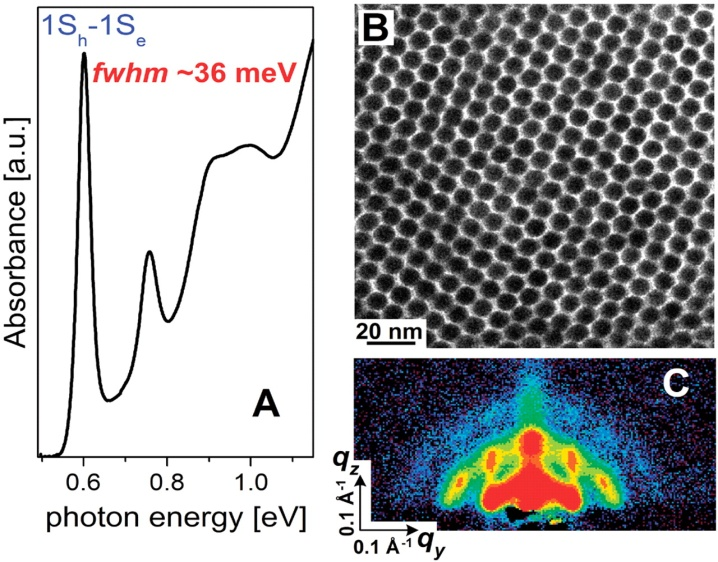 1Sh-1Se
fwhm ~36 meV
Absorbance [a.u.]
A
0.6 0.8 1.0
photon energy [eV]
B
20 nm
C
qz
0.1 Å-1
0.1 Å-1 qy